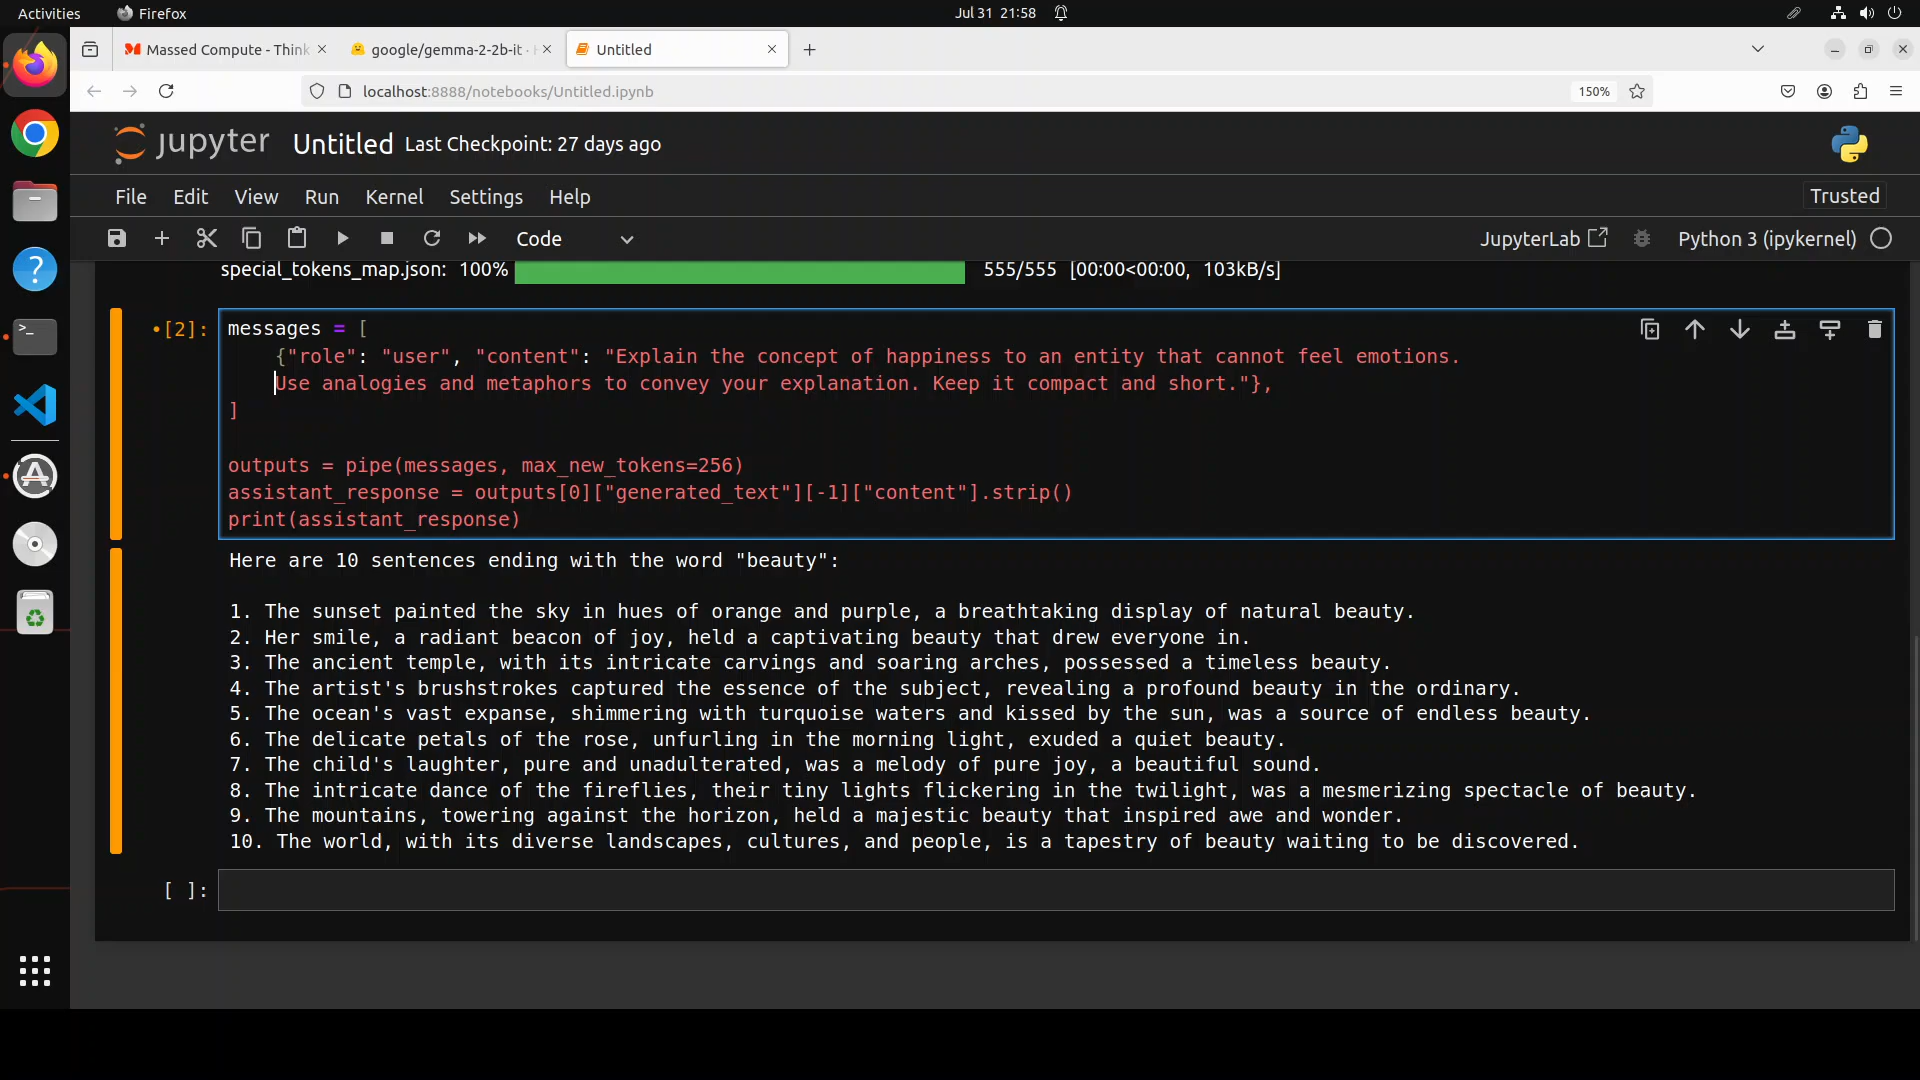 Activities
Firefox
Jul 31 21:58
Massed Compute - Think
google/gemma-2-2b-it ·
Untitled
localhost:8888/notebooks/Untitled.ipynb
150%
jupyter
Untitled
Last Checkpoint: 27 days ago
File
Edit
View
Run
Kernel
Settings
Help
Trusted
Code
JupyterLab
Python 3 (ipykernel)
special_tokens_map.json: 100% 555/555 [00:00<00:00, 103kB/s]
•[2]: messages = [
{"role": "user", "content": "Explain the concept of happiness to an entity that cannot feel emotions.
Use analogies and metaphors to convey your explanation. Keep it compact and short."},
]
outputs = pipe(messages, max_new_tokens=256)
assistant_response = outputs[0]["generated_text"][-1]["content"].strip()
print(assistant_response)
Here are 10 sentences ending with the word "beauty":
1. The sunset painted the sky in hues of orange and purple, a breathtaking display of natural beauty.
2. Her smile, a radiant beacon of joy, held a captivating beauty that drew everyone in.
3. The ancient temple, with its intricate carvings and soaring arches, possessed a timeless beauty.
4. The artist's brushstrokes captured the essence of the subject, revealing a profound beauty in the ordinary.
5. The ocean's vast expanse, shimmering with turquoise waters and kissed by the sun, was a source of endless beauty.
6. The delicate petals of the rose, unfurling in the morning light, exuded a quiet beauty.
7. The child's laughter, pure and unadulterated, was a melody of pure joy, a beautiful sound.
8. The intricate dance of the fireflies, their tiny lights flickering in the twilight, was a mesmerizing spectacle of beauty.
9. The mountains, towering against the horizon, held a majestic beauty that inspired awe and wonder.
10. The world, with its diverse landscapes, cultures, and people, is a tapestry of beauty waiting to be discovered.
[ ]: